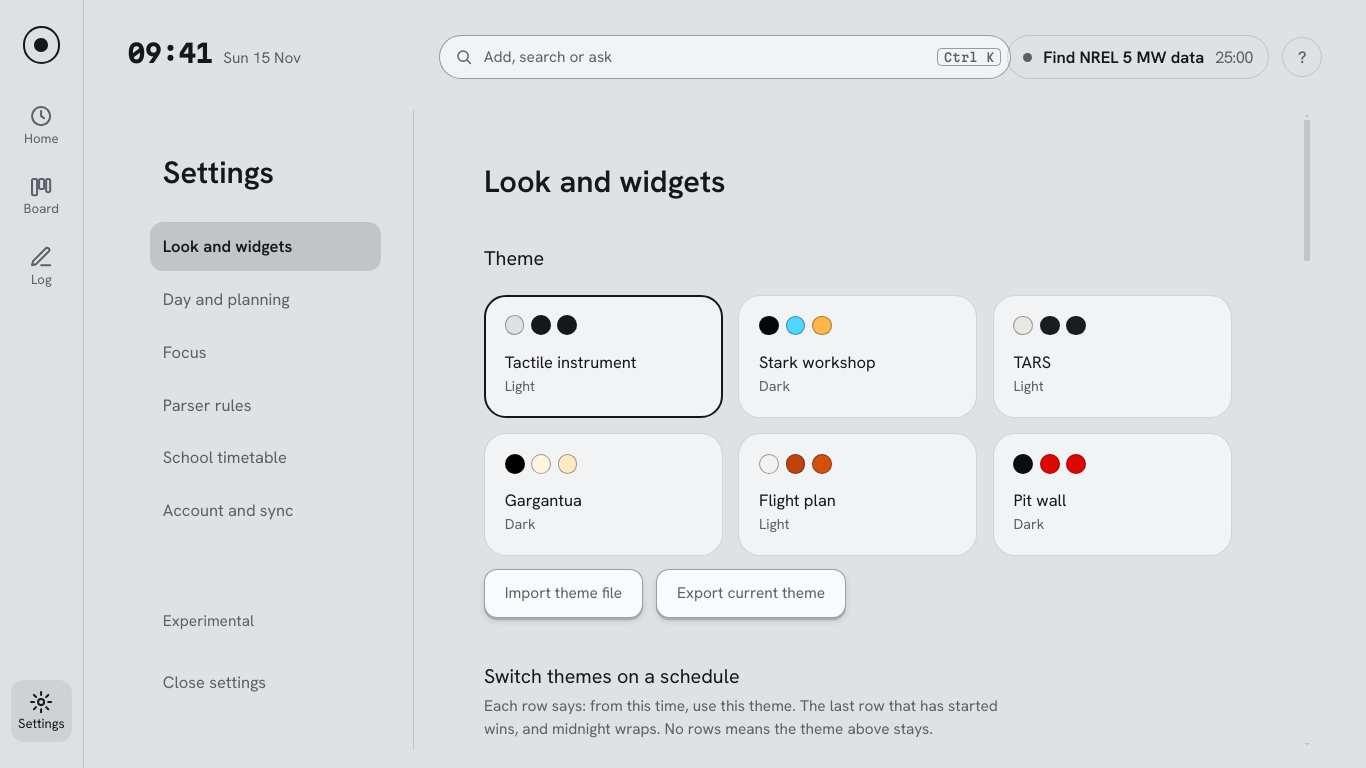 09:41 Sun 15 Nov
Add, search or ask Ctrl K
Find NREL 5 MW data 25:00
?
Home
Board
Log
Settings
Settings
Look and widgets
Day and planning
Focus
Parser rules
School timetable
Account and sync
Experimental
Close settings
Look and widgets
Theme
Tactile instrument
Light
Stark workshop
Dark
TARS
Light
Gargantua
Dark
Flight plan
Light
Pit wall
Dark
Import theme file
Export current theme
Switch themes on a schedule
Each row says: from this time, use this theme. The last row that has started
wins, and midnight wraps. No rows means the theme above stays.